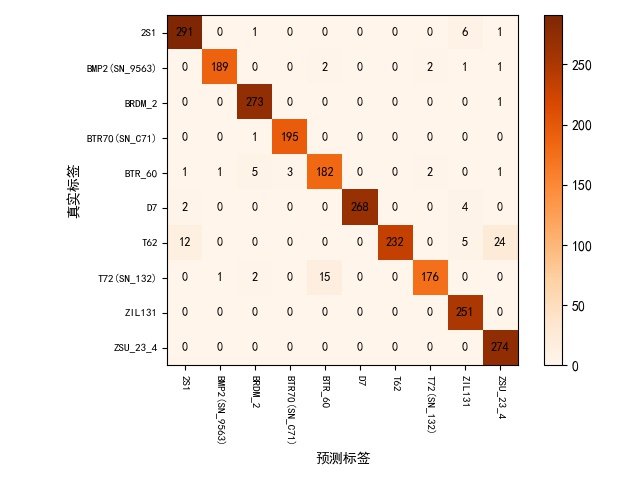 2S1 291 0 1 0 0 0 0 0 6 1
BMP2(SN_9563) 0 189 0 0 2 0 0 2 1 1
BRDM_2 0 0 273 0 0 0 0 0 0 1
BTR70(SN_C71) 0 0 1 195 0 0 0 0 0 0
BTR_60 1 1 5 3 182 0 0 2 0 1
D7 2 0 0 0 0 268 0 0 4 0
T62 12 0 0 0 0 0 232 0 5 24
T72(SN_132) 0 1 2 0 15 0 0 176 0 0
ZIL131 0 0 0 0 0 0 0 0 251 0
ZSU_23_4 0 0 0 0 0 0 0 0 0 274
真实标签
2S1
BMP2(SN_9563)
BRDM_2
BTR70(SN_C71)
BTR_60
D7
T62
T72(SN_132)
ZIL131
ZSU_23_4
预测标签
250
200
150
100
50
0